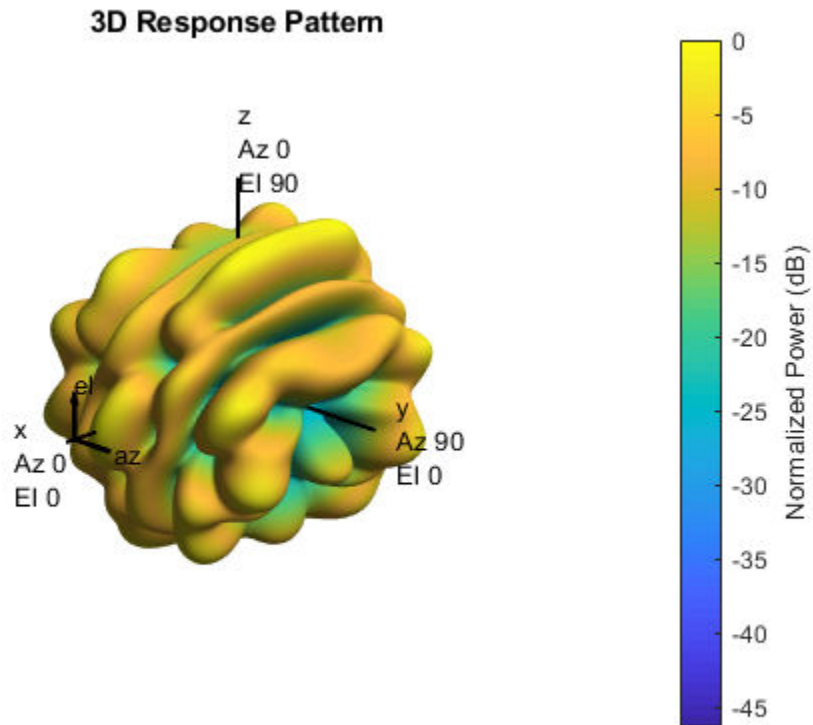 3D Response Pattern
z
Az 0
El 90
el
az
x
Az 0
El 0
y
Az 90
El 0
0
-5
-10
-15
-20
-25
-30
-35
-40
-45
Normalized Power (dB)